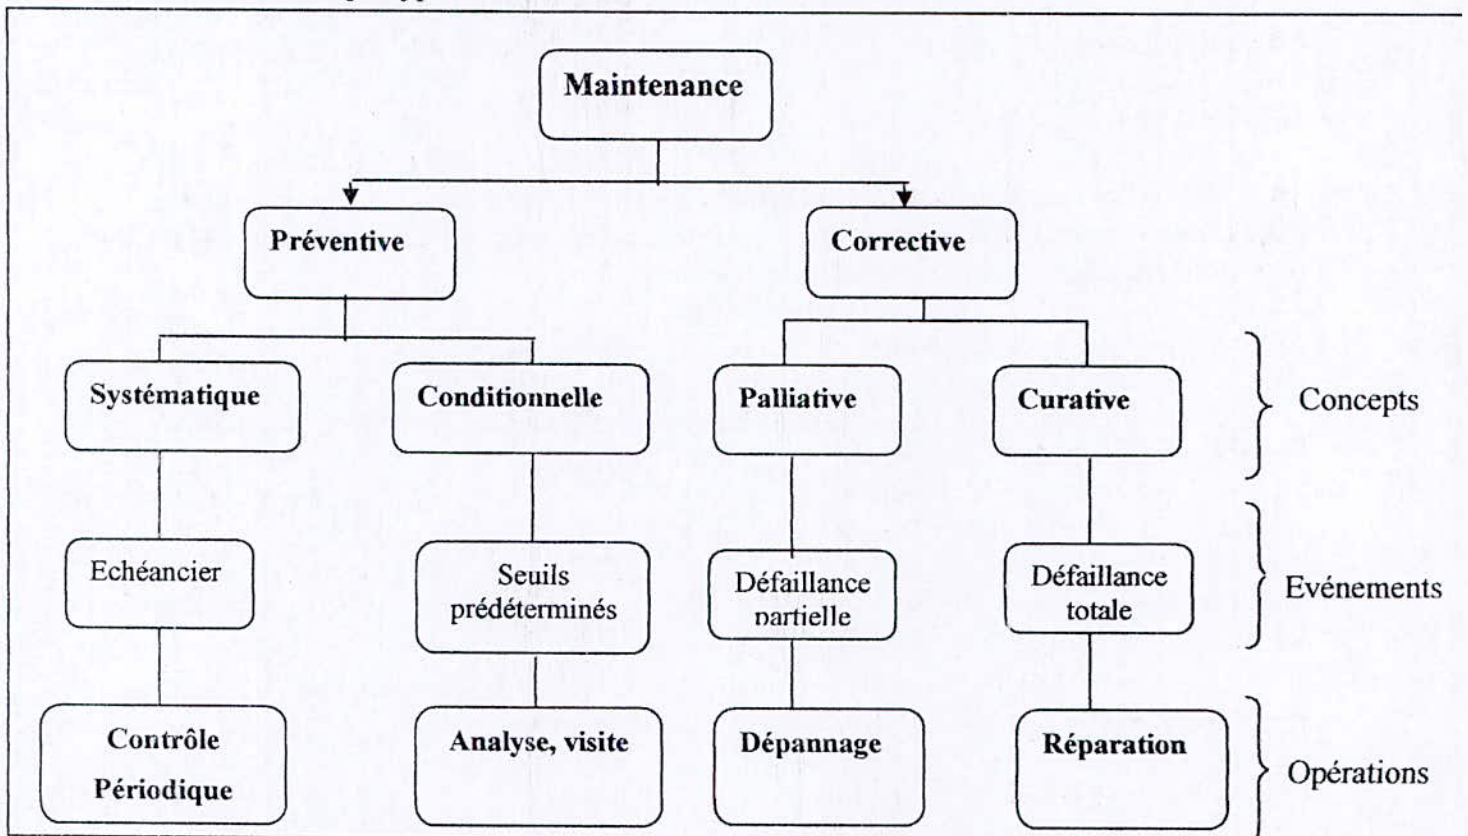 Maintenance
Préventive
Corrective
Systématique
Conditionnelle
Palliative
Curative
Concepts
Echéancier
Seuils
prédéterminés
Défaillance
partielle
Défaillance
totale
Evénements
Contrôle
Périodique
Analyse, visite
Dépannage
Réparation
Opérations